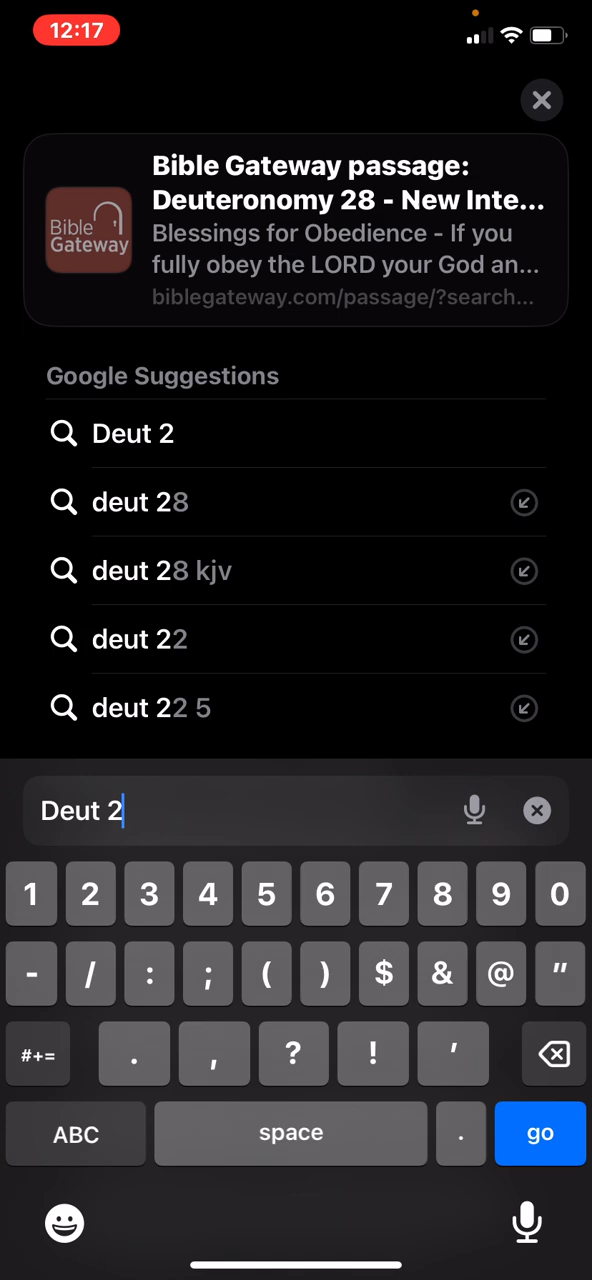 12:17
Bible Gateway passage:
Deuteronomy 28 - New Inte...
Bible
Gateway
Blessings for Obedience - If you
fully obey the LORD your God an...
biblegateway.com/passage/?search...
Google Suggestions
Deut 2
deut 28
deut 28 kjv
deut 22
deut 22 5
Deut 2
1 2 3 4 5 6 7 8 9 0
- / : ; ( ) $ & @ "
#+= . , ? ! '
ABC space . go